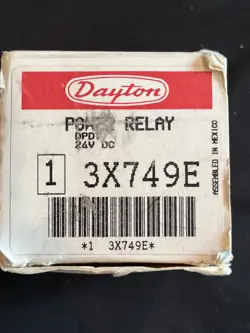 Dayton
POWER RELAY
DPDT
24V DC
1 3X749E
*1 3X749E*
ASSEMBLED IN MEXICO